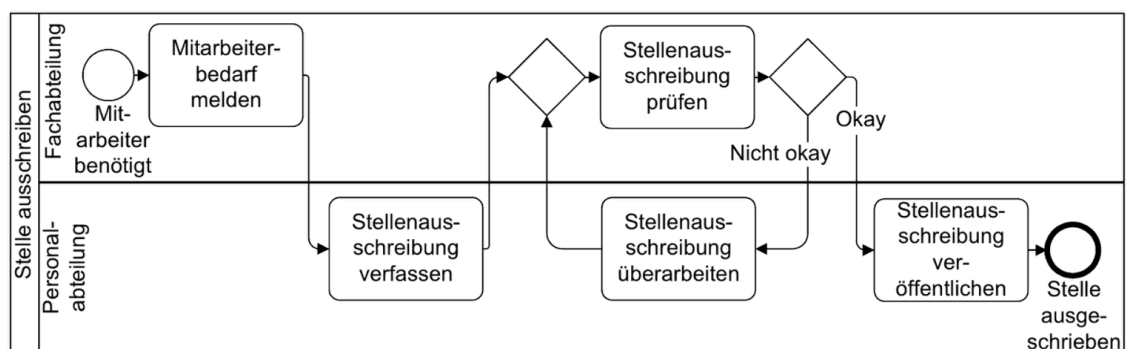 Stelle ausschreiben
Fachabteilung
Mit-
arbeiter
benötigt
Mitarbeiter-
bedarf
melden
Stellenaus-
schreibung
prüfen
Okay
Nicht okay
Personal-
abteilung
Stellenaus-
schreibung
verfassen
Stellenaus-
schreibung
überarbeiten
Stellenaus-
schreibung
ver-
öffentlichen
Stelle
ausge-
schrieben